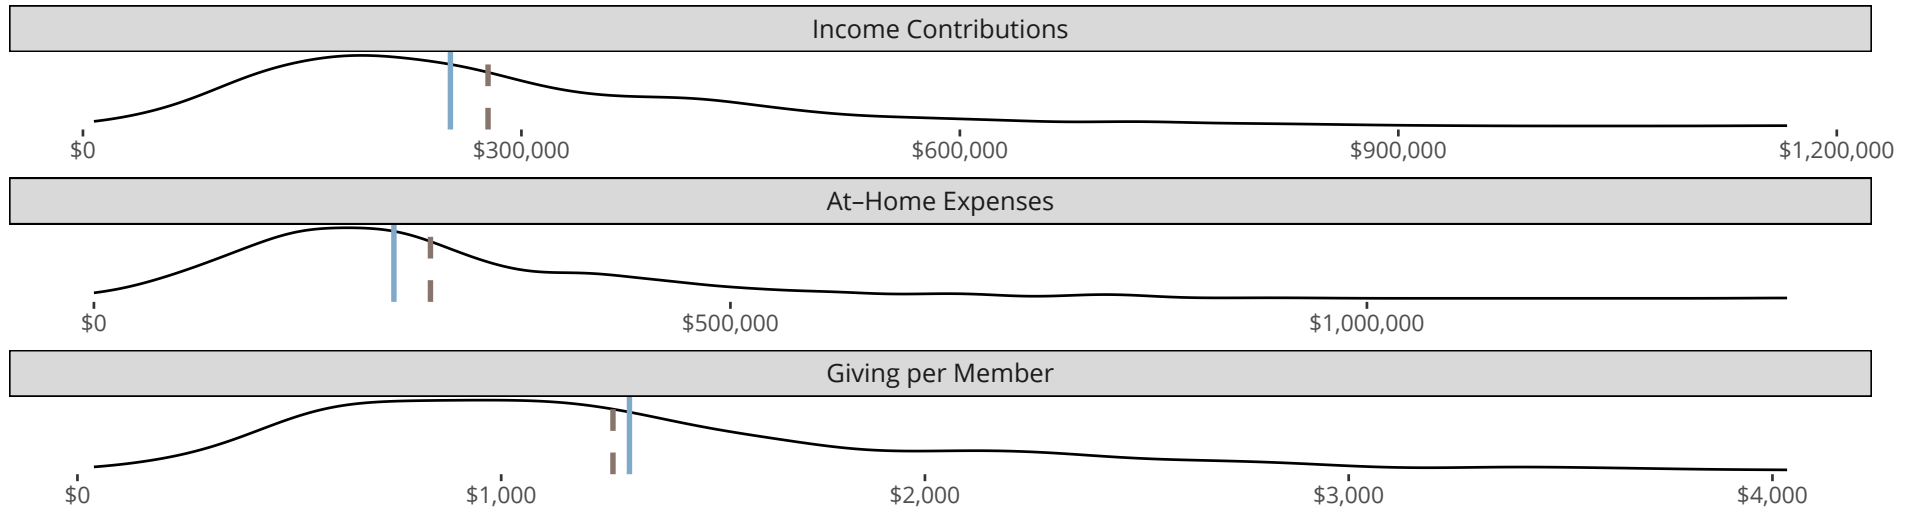 Income Contributions
$0 $300,000 $600,000 $900,000 $1,200,000
At–Home Expenses
$0 $500,000 $1,000,000
Giving per Member
$0 $1,000 $2,000 $3,000 $4,000